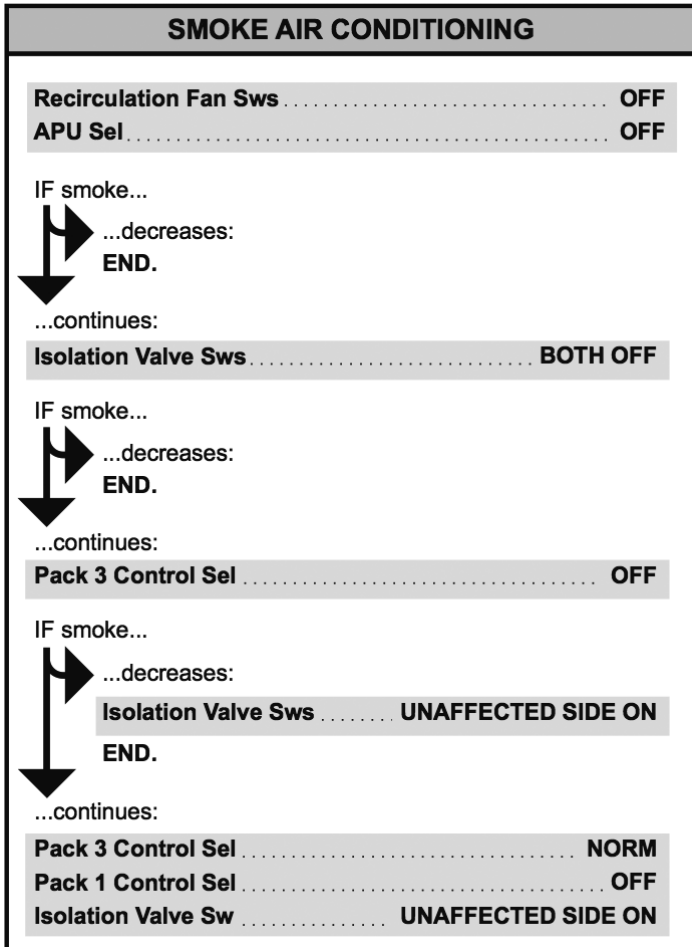 SMOKE AIR CONDITIONING
Recirculation Fan Sws ................................ OFF
APU Sel ................................................ OFF
IF smoke...
...decreases:
END.
...continues:
Isolation Valve Sws ............................ BOTH OFF
IF smoke...
...decreases:
END.
...continues:
Pack 3 Control Sel ................................... OFF
IF smoke...
...decreases:
Isolation Valve Sws ........ UNAFFECTED SIDE ON
END.
...continues:
Pack 3 Control Sel ................................. NORM
Pack 1 Control Sel .................................... OFF
Isolation Valve Sw ............... UNAFFECTED SIDE ON